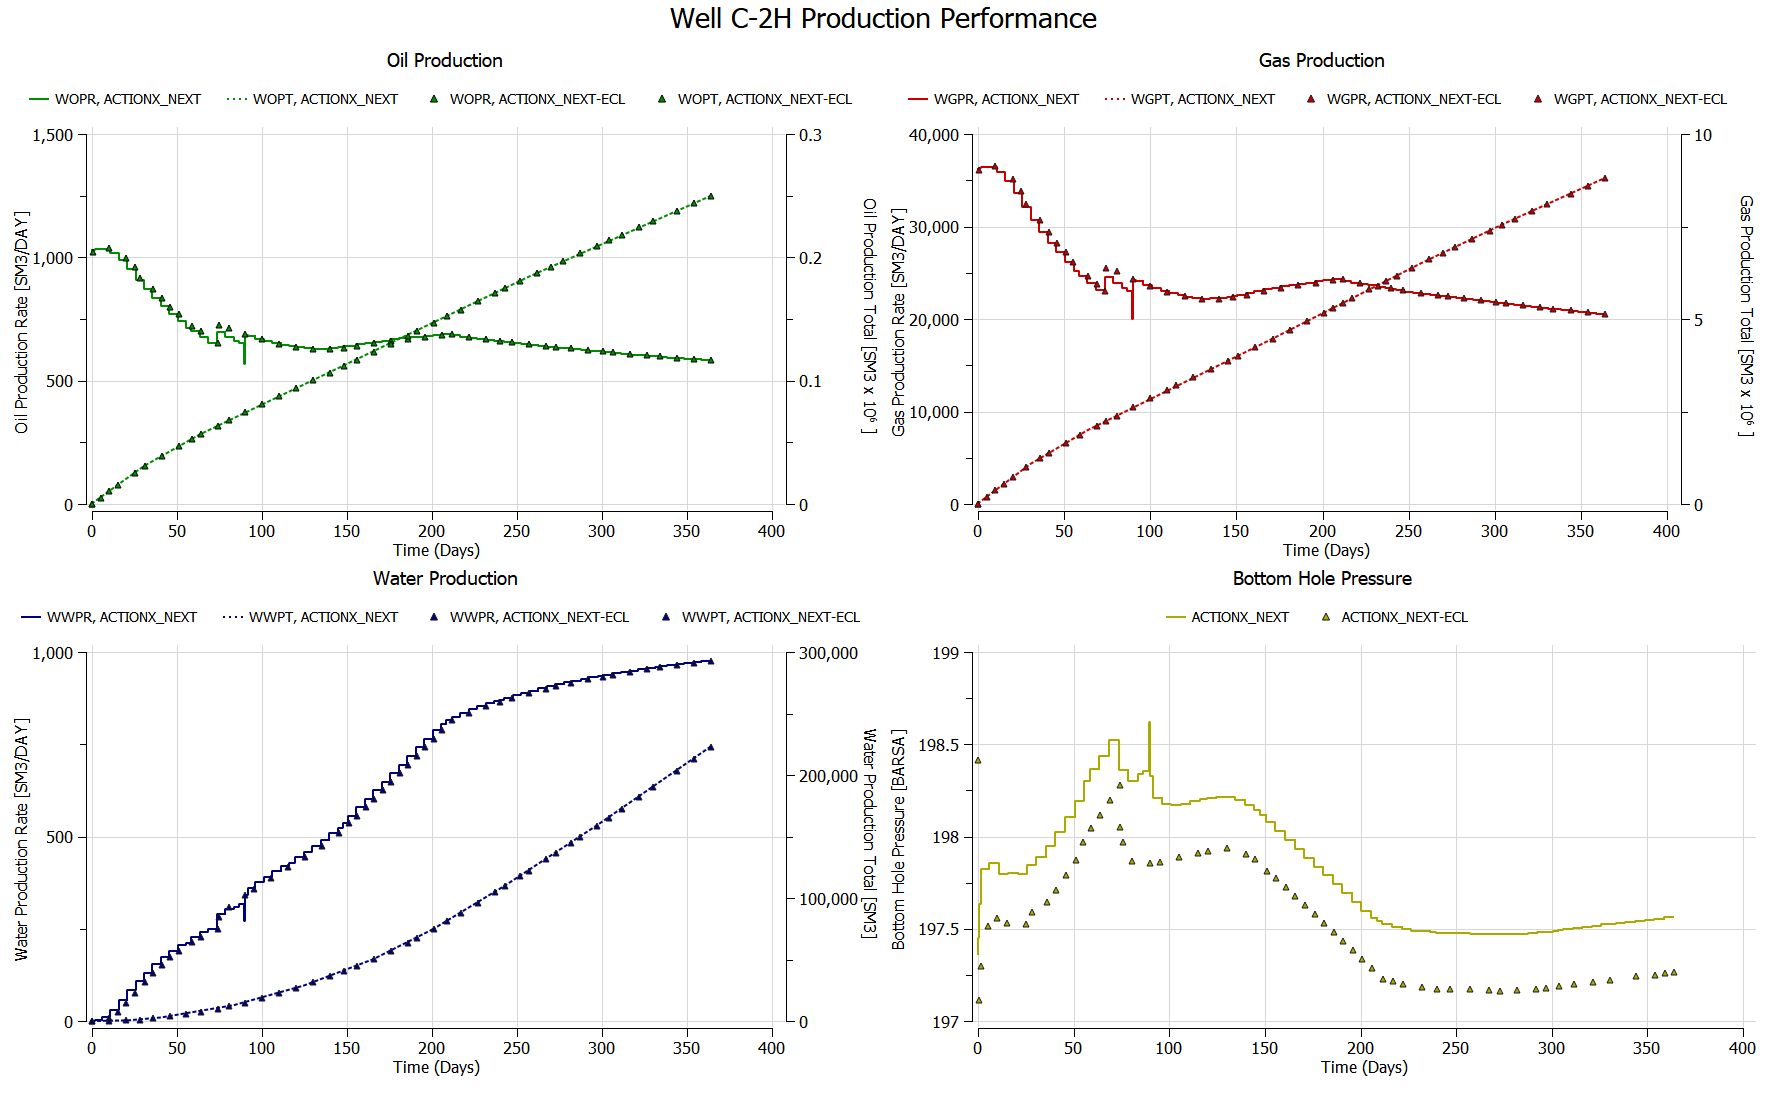 Well C-2H Production Performance
Oil Production
WOPR, ACTIONX_NEXT WOPT, ACTIONX_NEXT WOPR, ACTIONX_NEXT-ECL WOPT, ACTIONX_NEXT-ECL
1,500
1,000
500
0
Oil Production Rate [SM3/DAY]
0.3
0.2
0.1
0
Oil Production Total [SM3 x 10⁶ ]
0 50 100 150 200 250 300 350 400
Time (Days)
Gas Production
WGPR, ACTIONX_NEXT WGPT, ACTIONX_NEXT WGPR, ACTIONX_NEXT-ECL WGPT, ACTIONX_NEXT-ECL
40,000
30,000
20,000
10,000
0
Gas Production Rate [SM3/DAY]
10
5
0
Gas Production Total [SM3 x 10⁶ ]
0 50 100 150 200 250 300 350 400
Time (Days)
Water Production
WWPR, ACTIONX_NEXT WWPT, ACTIONX_NEXT WWPR, ACTIONX_NEXT-ECL WWPT, ACTIONX_NEXT-ECL
1,000
500
0
Water Production Rate [SM3/DAY]
300,000
200,000
100,000
0
Water Production Total [SM3 ]
0 50 100 150 200 250 300 350 400
Time (Days)
Bottom Hole Pressure
ACTIONX_NEXT ACTIONX_NEXT-ECL
199
198.5
198
197.5
197
Bottom Hole Pressure [BARSA]
0 50 100 150 200 250 300 350 400
Time (Days)